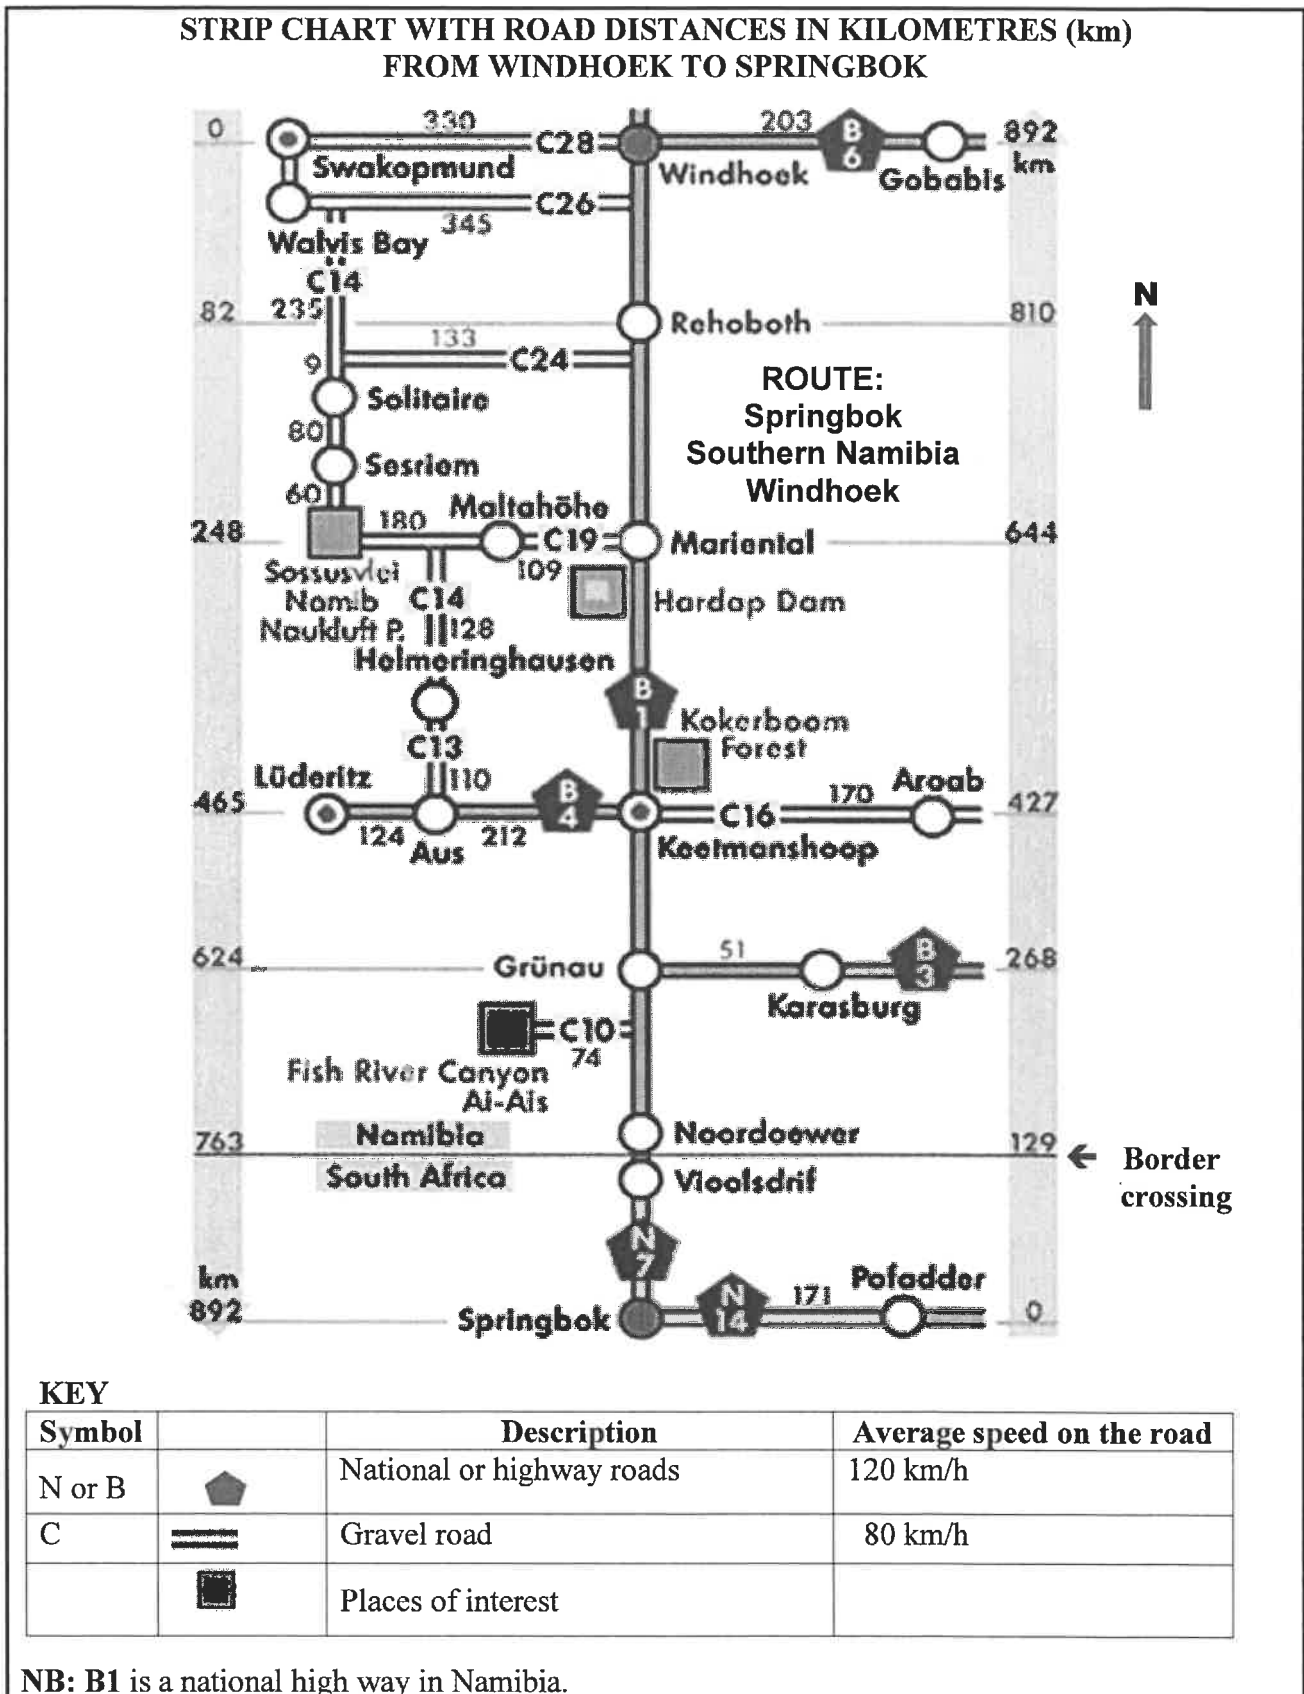 STRIP CHART WITH ROAD DISTANCES IN KILOMETRES (km)
FROM WINDHOEK TO SPRINGBOK
0
330
C28
203
B
6
892
km
Swakopmund
Windhoek
Gobabis
C26
345
Walvis Bay
C14
N
82
235
Rehoboth
810
133
9
C24
ROUTE:
Springbok
Southern Namibia
Windhoek
Solitaire
80
Sesriem
60
Maltahöhe
248
180
C19
Mariental
644
109
Sossusvlei
Namib
Naukluft P.
C14
128
Hardap Dam
Helmeringhausen
B
1
Kokerboom
Forest
C13
110
Lüderitz
B
4
Aroab
465
170
C16
427
124
Aus
212
Keetmanshoop
624
Grünau
51
B
3
268
Karasburg
C10
74
Fish River Canyon
Ai-Ais
Namibia
Noordoewer
763
129
← Border
crossing
South Africa
Vioolsdrif
N
7
km
892
Springbok
N
14
171
Pofadder
0
KEY
Symbol Description Average speed on the road
N or B National or highway roads 120 km/h
C Gravel road 80 km/h
Places of interest
NB: B1 is a national high way in Namibia.